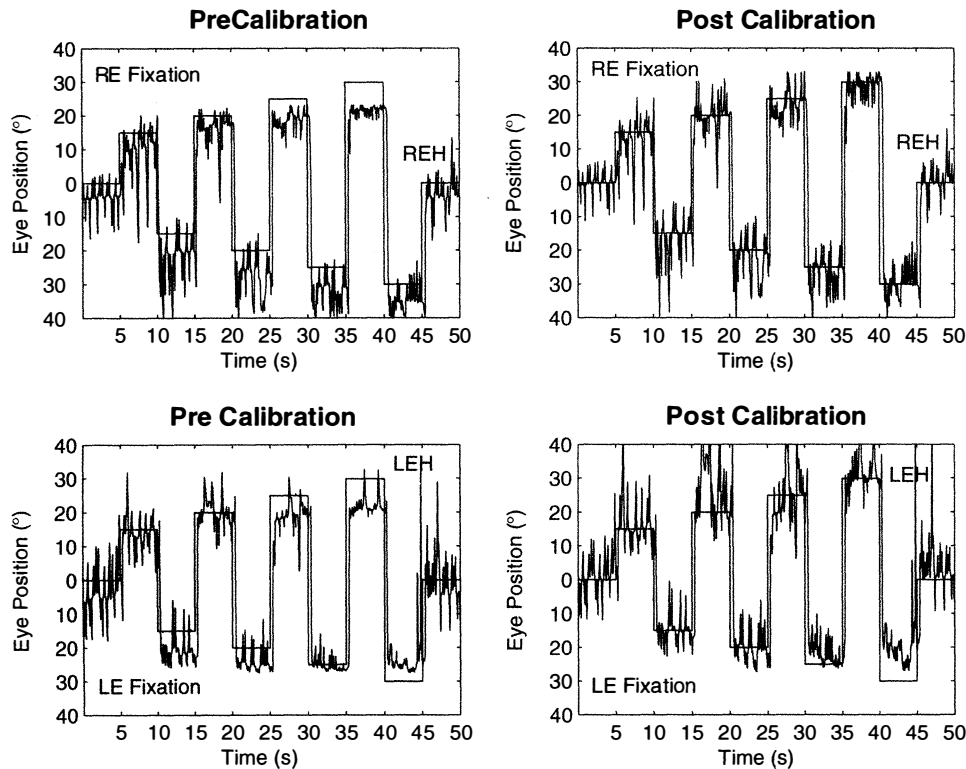 PreCalibration
Post Calibration
40
30
20
10
0
10
20
30
40
Eye Position (°)
RE Fixation
REH
5 10 15 20 25 30 35 40 45 50
Time (s)
40
30
20
10
0
10
20
30
40
Eye Position (°)
RE Fixation
REH
5 10 15 20 25 30 35 40 45 50
Time (s)
Pre Calibration
Post Calibration
40
30
20
10
0
10
20
30
40
Eye Position (°)
LEH
LE Fixation
5 10 15 20 25 30 35 40 45 50
Time (s)
40
30
20
10
0
10
20
30
40
Eye Position (°)
LEH
LE Fixation
5 10 15 20 25 30 35 40 45 50
Time (s)